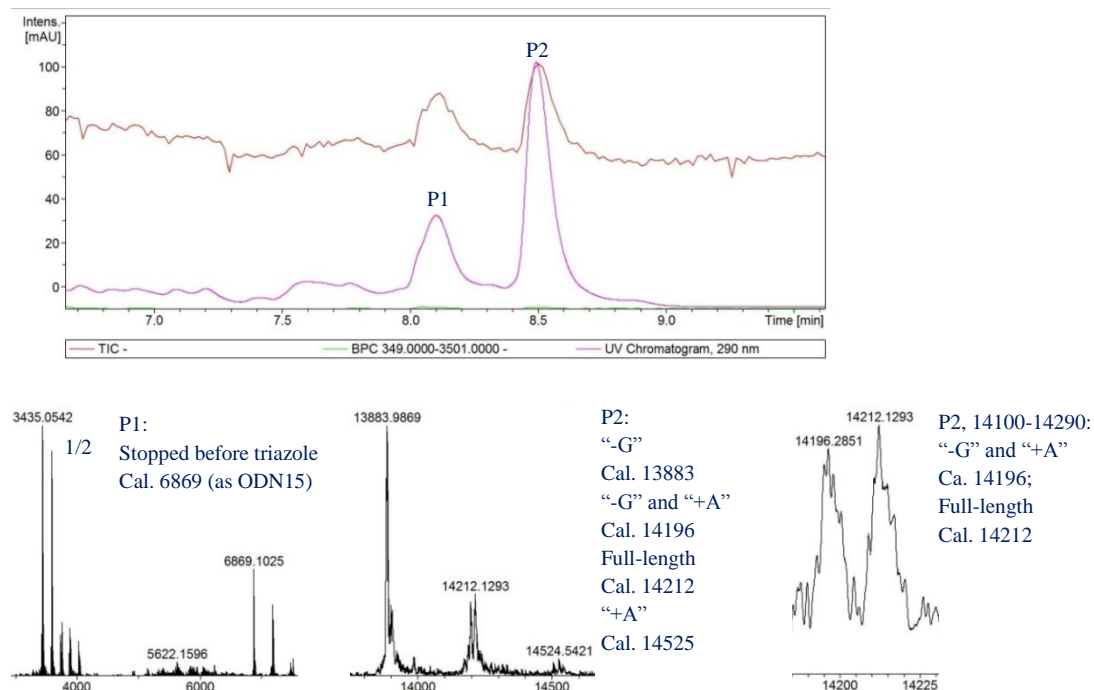 Intens.
[mAU]
100
80
60
40
20
0
P1
P2
7.0 7.5 8.0 8.5 9.0 Time [min]
TIC - BPC 349.0000-3501.0000 - UV Chromatogram, 290 nm
3435.0542
1/2
P1:
Stopped before triazole
Cal. 6869 (as ODN15)
6869.1025
5622.1596
4000 6000
13883.9869
14212.1293
14524.5421
14000 14500
P2:
“-G”
Cal. 13883
“-G” and “+A”
Cal. 14196
Full-length
Cal. 14212
“+A”
Cal. 14525
14212.1293
14196.2851
14200 14225
P2, 14100-14290:
“-G” and “+A”
Ca. 14196;
Full-length
Cal. 14212